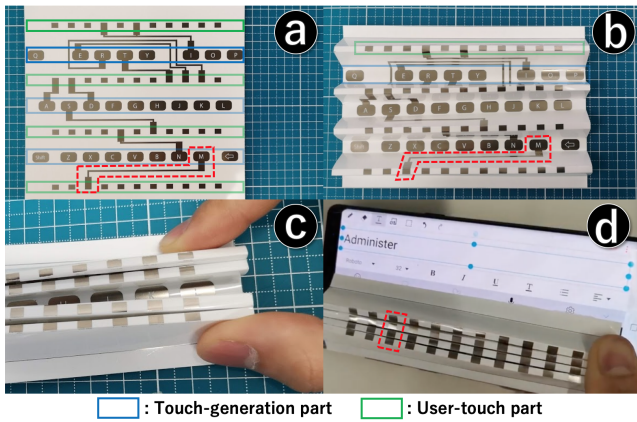 a
Q E R T Y I O P
A S D F G H J K L
Z X C V B N M ⇦
b
Q E R T Y O P
A S D F G H J K L
Z X C V B N M ⇦
c
d
Administer
B I U T
: Touch-generation part : User-touch part